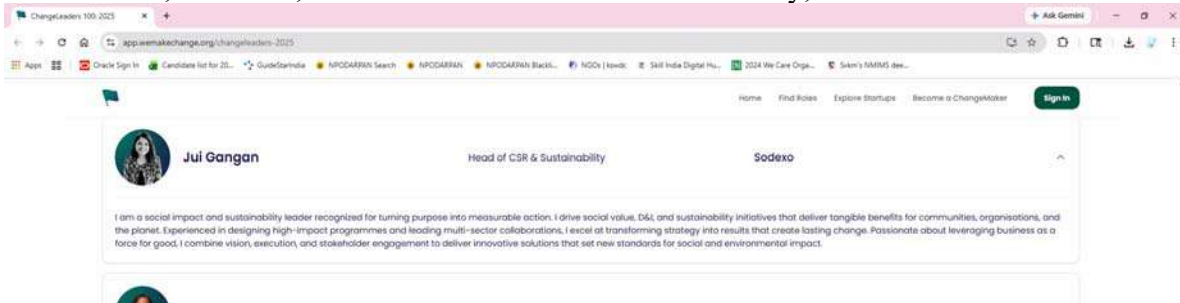 ChangeLeaders 100: 2025
Ask Gemini
app.wemakechange.org/changeleaders-2025
Apps Oracle Sign In Candidate list for 20... GuideStarIndia NPODARPAN Search NPODARPAN NPODARPAN Blackli... NGOs | Skill India Digital Hu... 2024 We Care Orga... Svkm's NMIMS dee...
Home Find Roles Explore Startups Become a ChangeMaker Sign In
Jui Gangan Head of CSR & Sustainability Sodexo
I am a social impact and sustainability leader recognized for turning purpose into measurable action. I drive social value, D&I, and sustainability initiatives that deliver tangible benefits for communities, organisations, and
the planet. Experienced in designing high-impact programmes and leading multi-sector collaborations, I excel at transforming strategy into results that create lasting change. Passionate about leveraging business as a
force for good, I combine vision, execution, and stakeholder engagement to deliver innovative solutions that set new standards for social and environmental impact.